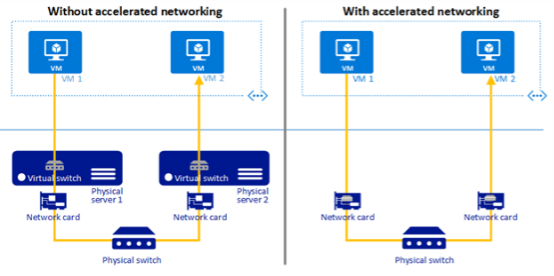 Without accelerated networking
VM
VM 1
VM
VM 2
Virtual switch
Physical
server 1
Virtual switch
Physical
server 2
Network card
Network card
Physical switch
With accelerated networking
VM
VM 1
VM
VM 2
Network card
Network card
Physical switch